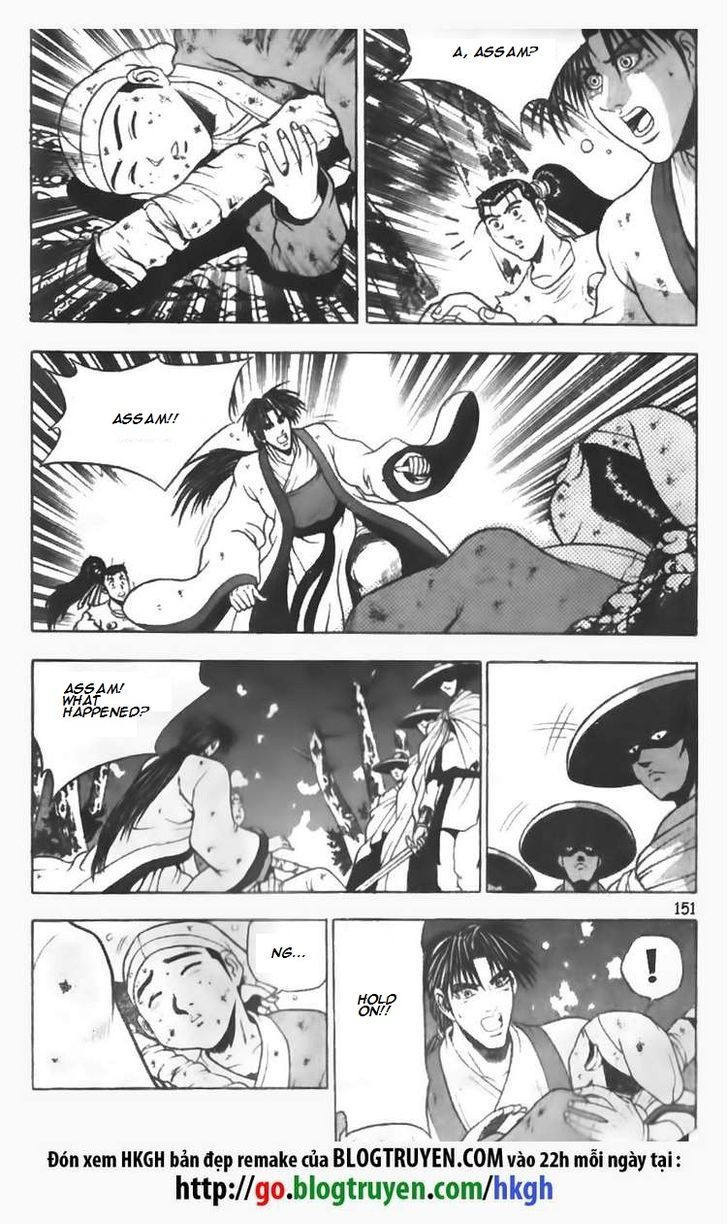 A, ASSAM?
ASSAM!!
ASSAM!
WHAT
HAPPENED?
151
NG...
HOLD
ON!!
!
Đón xem HKGH bản đẹp remake của BLOGTRUYEN.COM vào 22h mỗi ngày tại :
http://go.blogtruyen.com/hkgh